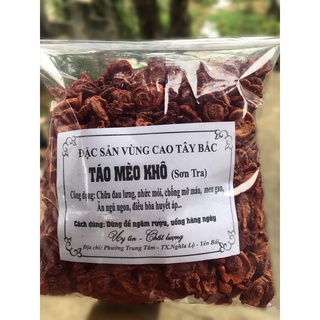 ĐẶC SẢN VÙNG CAO TÂY BẮC
TÁO MÈO KHÔ (Sơn Tra)
Công dụng: Chữa đau lưng, nhức mỏi, chống mỡ máu, men gan,
Ăn ngủ ngon, điều hòa huyết áp...
Cách dùng: Dùng để ngâm rượu, uống hàng ngày
Uy tín - Chất lượng
Địa chỉ: Phường Trung Tâm - TX.Nghĩa Lộ - Yên Bái